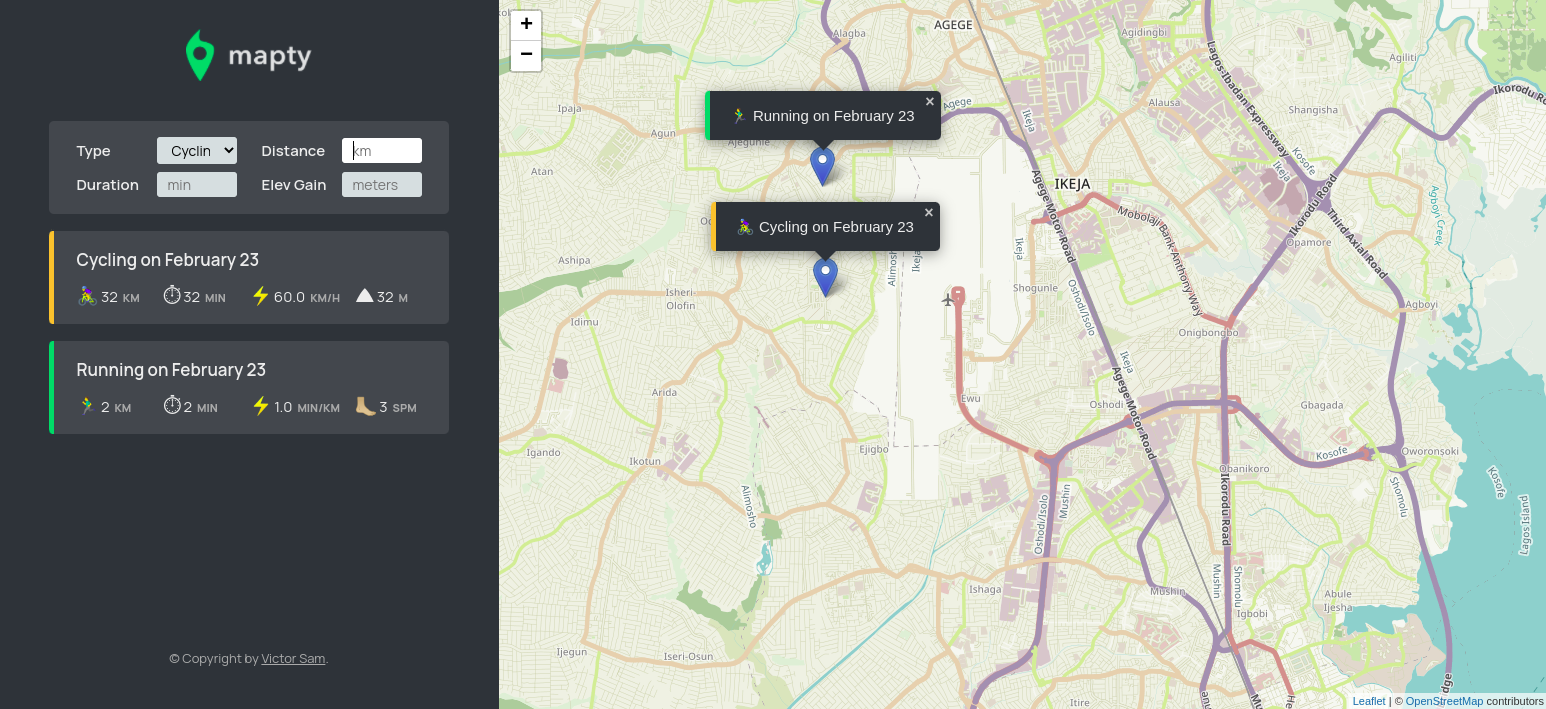 mapty
Type Cyclin Distance km
Duration min Elev Gain meters
Cycling on February 23
32 KM 32 MIN 60.0 KM/H 32 M
Running on February 23
2 KM 2 MIN 1.0 MIN/KM 3 SPM
© Copyright by Victor Sam.
+
−
AGEGE
Alagba
Agidingbi
Agiliti
Lagos-Ibadan Expressway
Ikorodu
Ipaja
Agege
Alausa
Shangisha
× Running on February 23
Ikeja
Agun
Ajegunle
Kosofe
Ikeja
Atan
IKEJA
Agege Motor Road
Ikorodu Road
Agboyi Creek
Mobolaji Bank Anthony Way
Third Axial Road
× Cycling on February 23
Opamore
Ikeja
Ikeja
Ashipa
Alimosho
Isheri-
Olofin
Shogunle
Oshodi/Isolo
Agboyi
Idimu
Onigbongbo
Ikeja
Arida
Ewu
Agege Motor Road
Oshodi
Gbagada
Igando
Ikotun
Ejigbo
Kosofe
Oworonsoki
Obanikoro
Kosofe
Alimosho
Oshodi/Isolo
Mushin
Ikorodu Road
Shomolu
Lagos Island
Ishaga
Mushin
Mushin
Shomolu
Abule
Ijesha
Igbobi
Ijegun
Iseri-Osun
Itire
Leaflet | © OpenStreetMap contributors